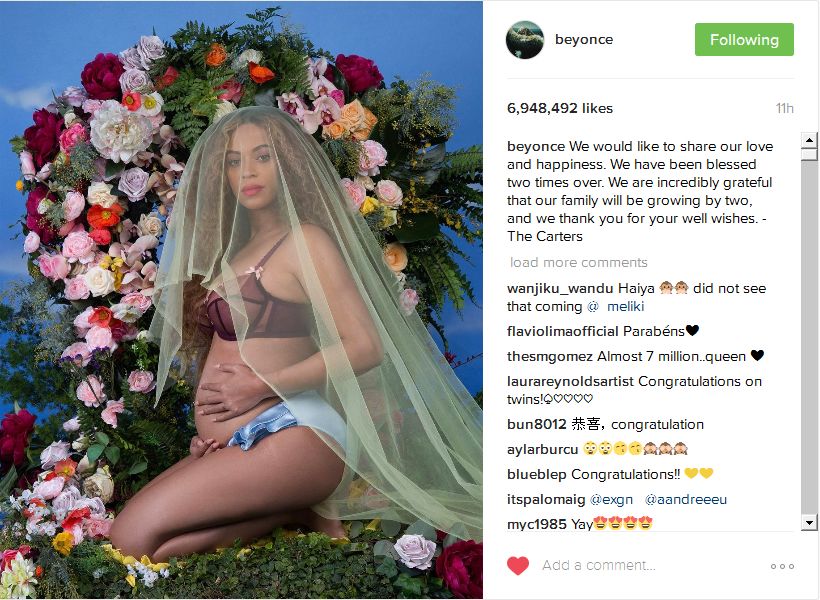 beyonce
Following
6,948,492 likes
11h
beyonce We would like to share our love
and happiness. We have been blessed
two times over. We are incredibly grateful
that our family will be growing by two,
and we thank you for your well wishes. -
The Carters
load more comments
wanjiku_wandu Haiya 🙈🙈 did not see
that coming @ meliki
flaviolimaofficial Parabéns🖤
thesmgomez Almost 7 million..queen 🖤
laurareynoldsartist Congratulations on
twins!♤♡♡♡♡
bun8012 恭喜，congratulation
aylarburcu 🙄🙄😙😙🙈🙈🙈
blueblep Congratulations!! 💛💛
itspalomaig @exgn @aandreeeu
myc1985 Yay😍😍😍😍
Add a comment...